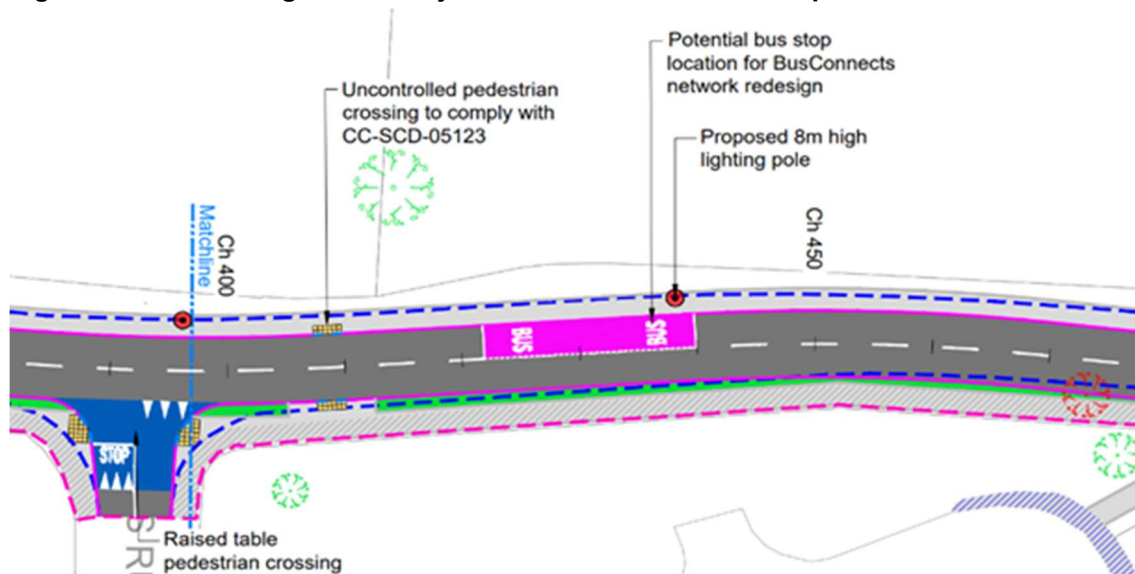 Potential bus stop
location for BusConnects
network redesign
Uncontrolled pedestrian
crossing to comply with
CC-SCD-05123
Proposed 8m high
lighting pole
Matchline
Ch 400
Ch 450
BUS
BUS
STOP
Raised table
pedestrian crossing